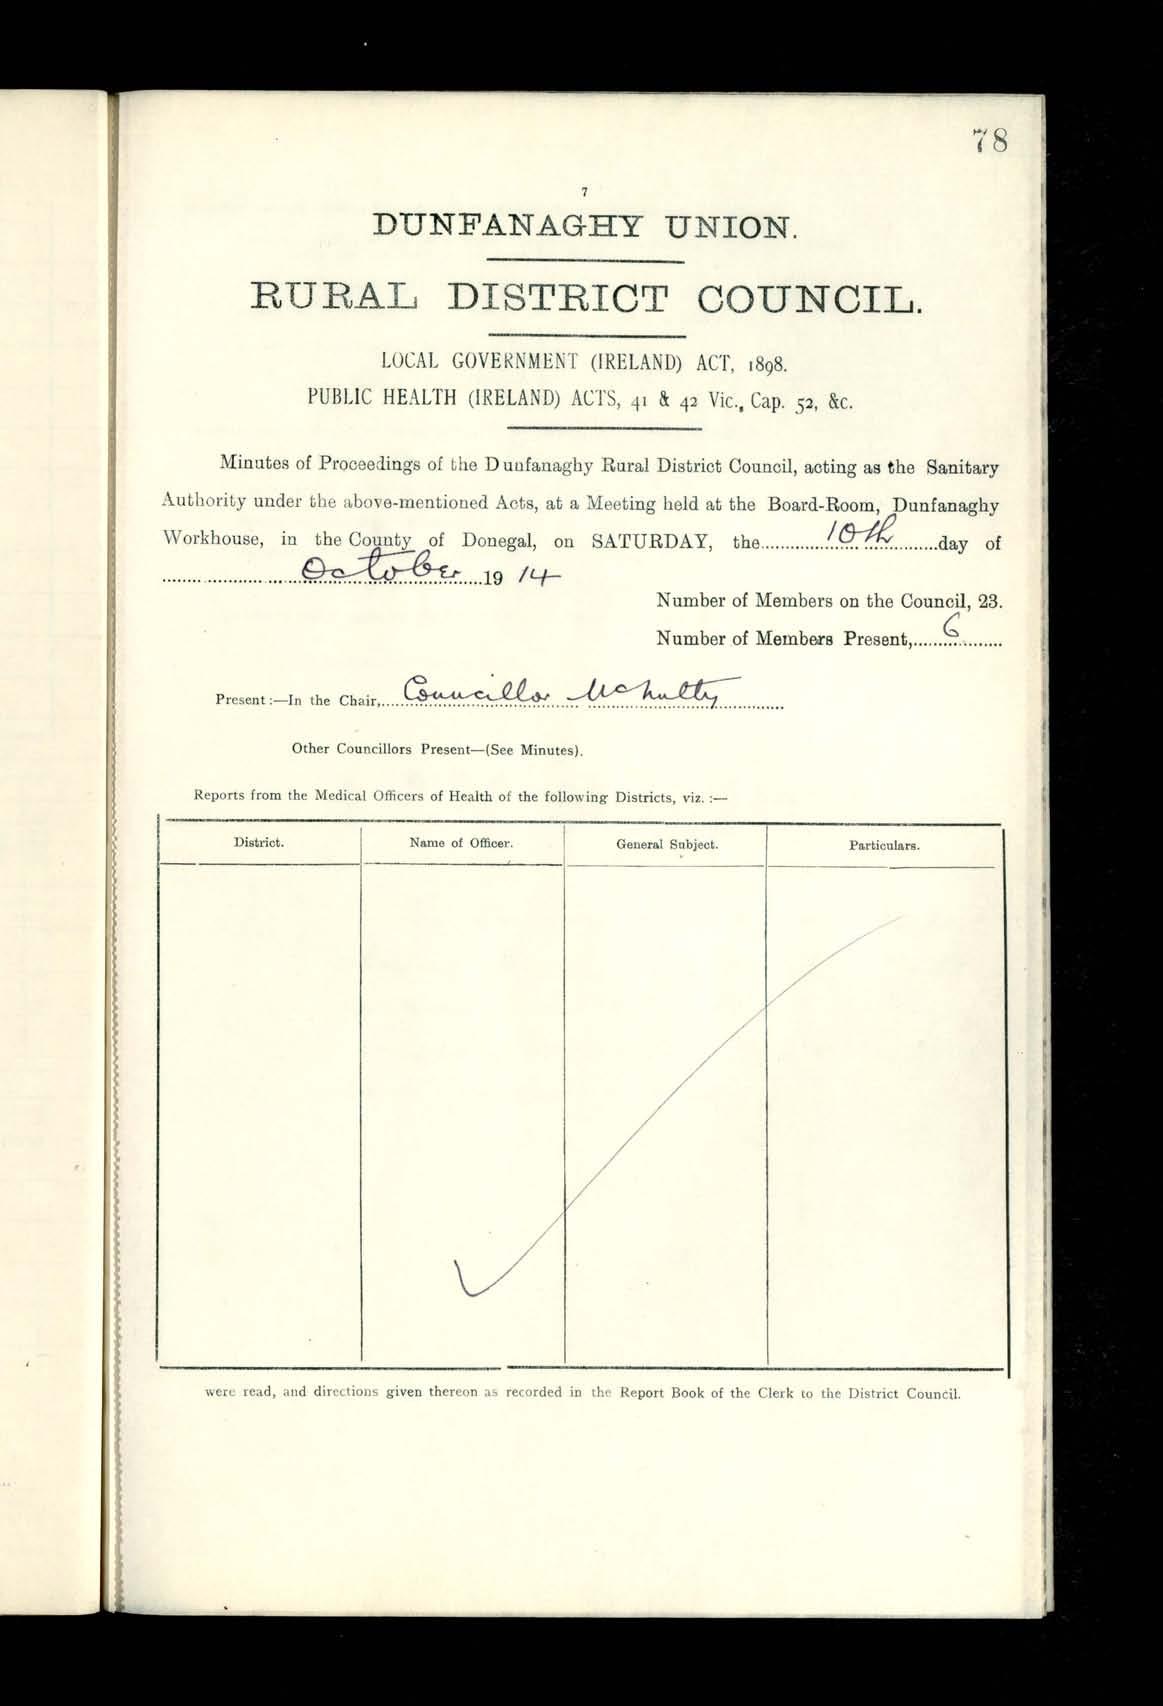 78
7
DUNFANAGHY UNION.
RURAL DISTRICT COUNCIL.
LOCAL GOVERNMENT (IRELAND) ACT, 1898.
PUBLIC HEALTH (IRELAND) ACTS, 41 & 42 Vic., Cap. 52, &c.
Minutes of Proceedings of the Dunfanaghy Rural District Council, acting as the Sanitary
Authority under the above-mentioned Acts, at a Meeting held at the Board-Room, Dunfanaghy
Workhouse, in the County of Donegal, on SATURDAY, the 10th day of
October 1914
Number of Members on the Council, 23.
Number of Members Present, 6
Present:—In the Chair, Councillor McNulty
Other Councillors Present—(See Minutes).
Reports from the Medical Officers of Health of the following Districts, viz. :—
District. Name of Officer. General Subject. Particulars.
were read, and directions given thereon as recorded in the Report Book of the Clerk to the District Council.